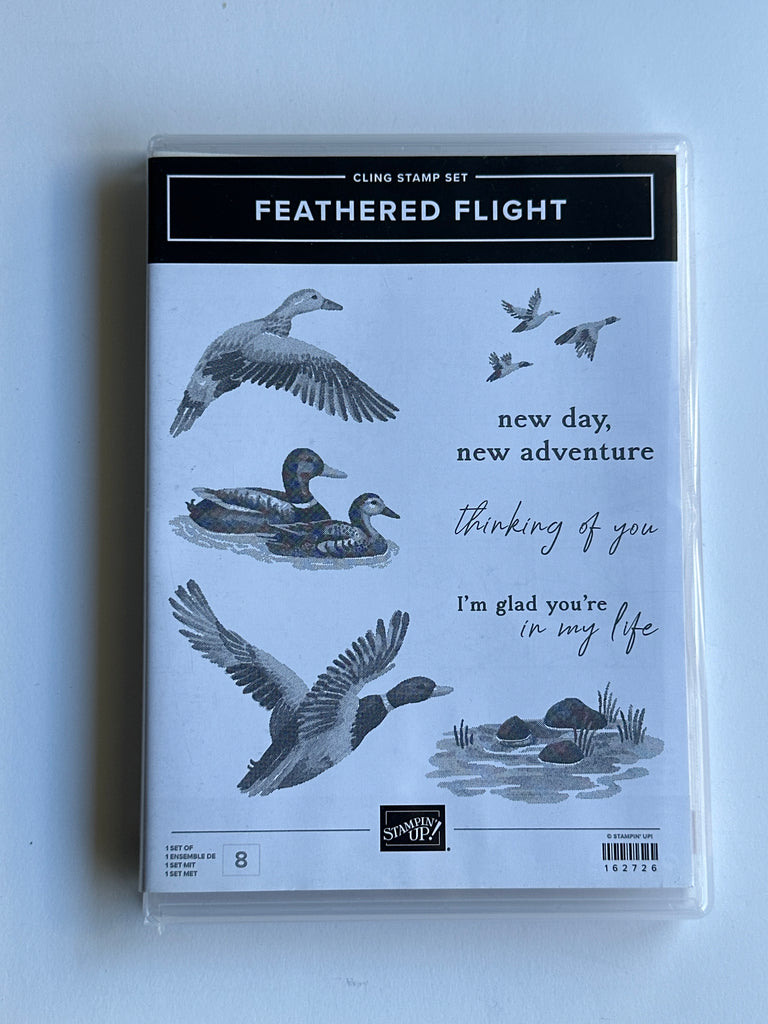 CLING STAMP SET
FEATHERED FLIGHT
new day,
new adventure
thinking of you
I'm glad you're
in my life
STAMPIN' UP!®
1 SET OF
1 ENSEMBLE DE
1 SET MIT
1 SET MET
8
© STAMPIN' UP!
162726